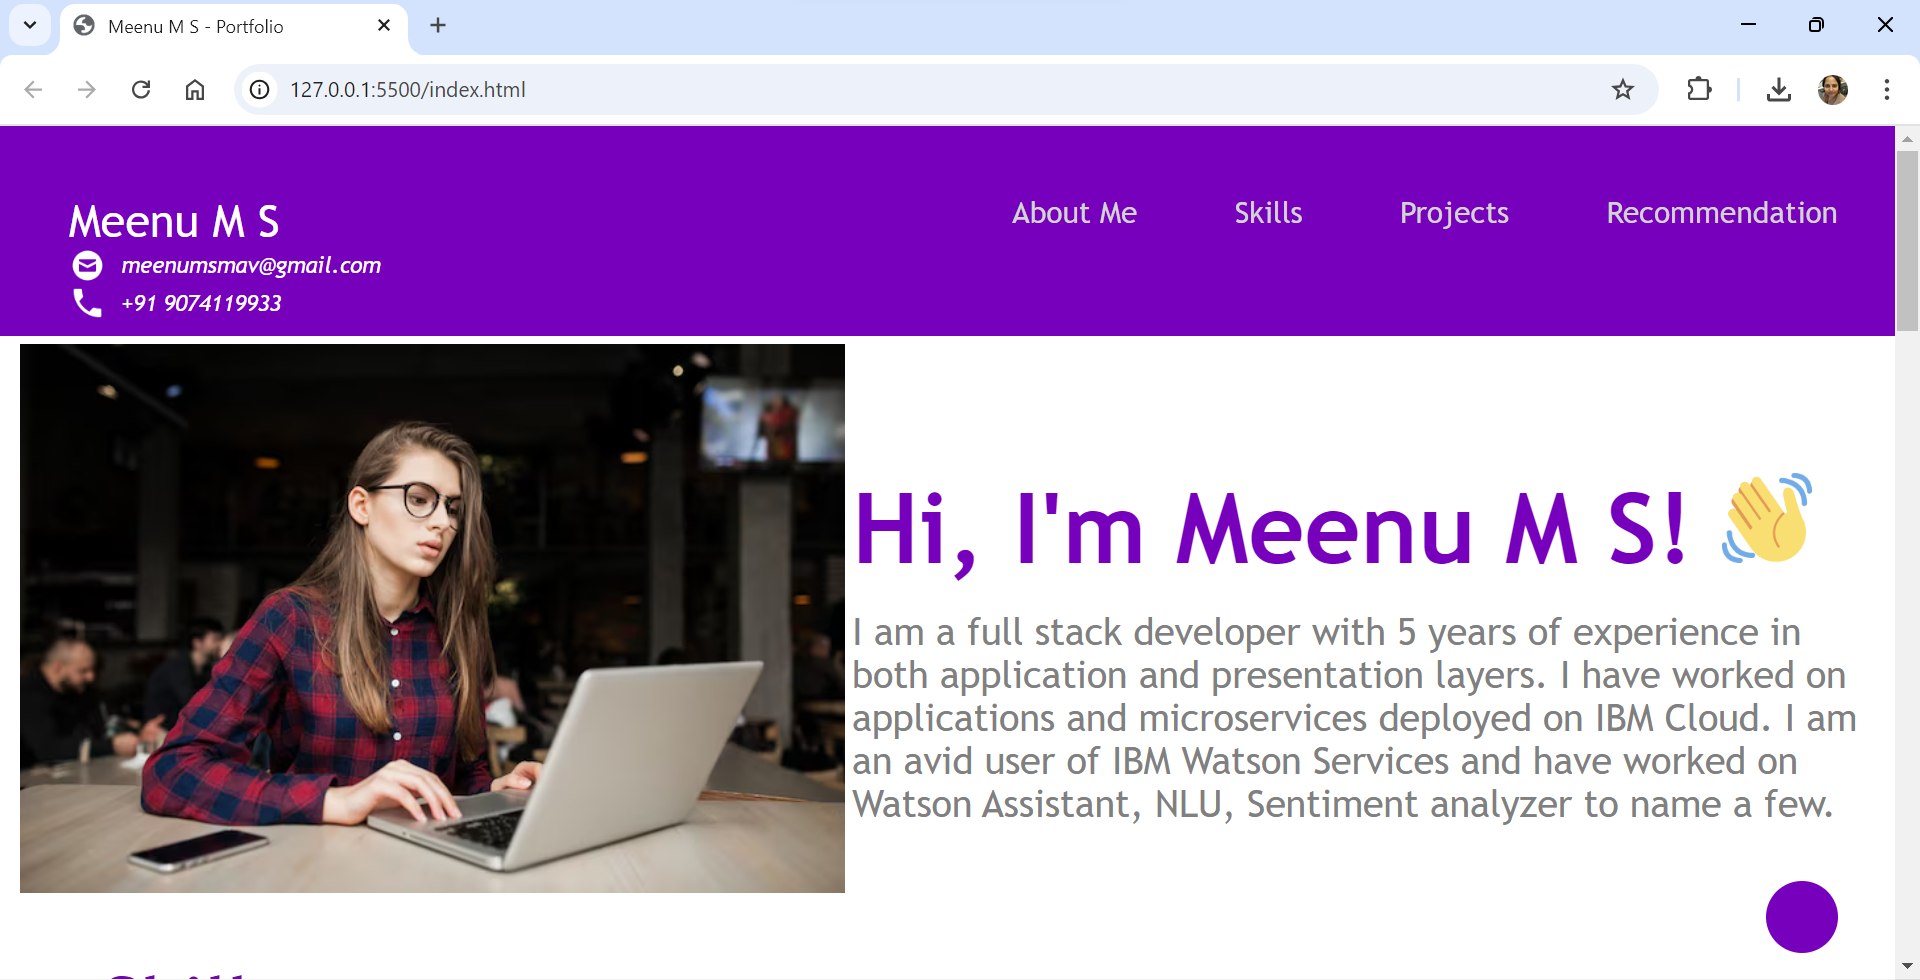 Meenu M S - Portfolio
127.0.0.1:5500/index.html
Meenu M S
meenumsmav@gmail.com
+91 9074119933
About Me Skills Projects Recommendation
Hi, I'm Meenu M S! 👋
I am a full stack developer with 5 years of experience in
both application and presentation layers. I have worked on
applications and microservices deployed on IBM Cloud. I am
an avid user of IBM Watson Services and have worked on
Watson Assistant, NLU, Sentiment analyzer to name a few.